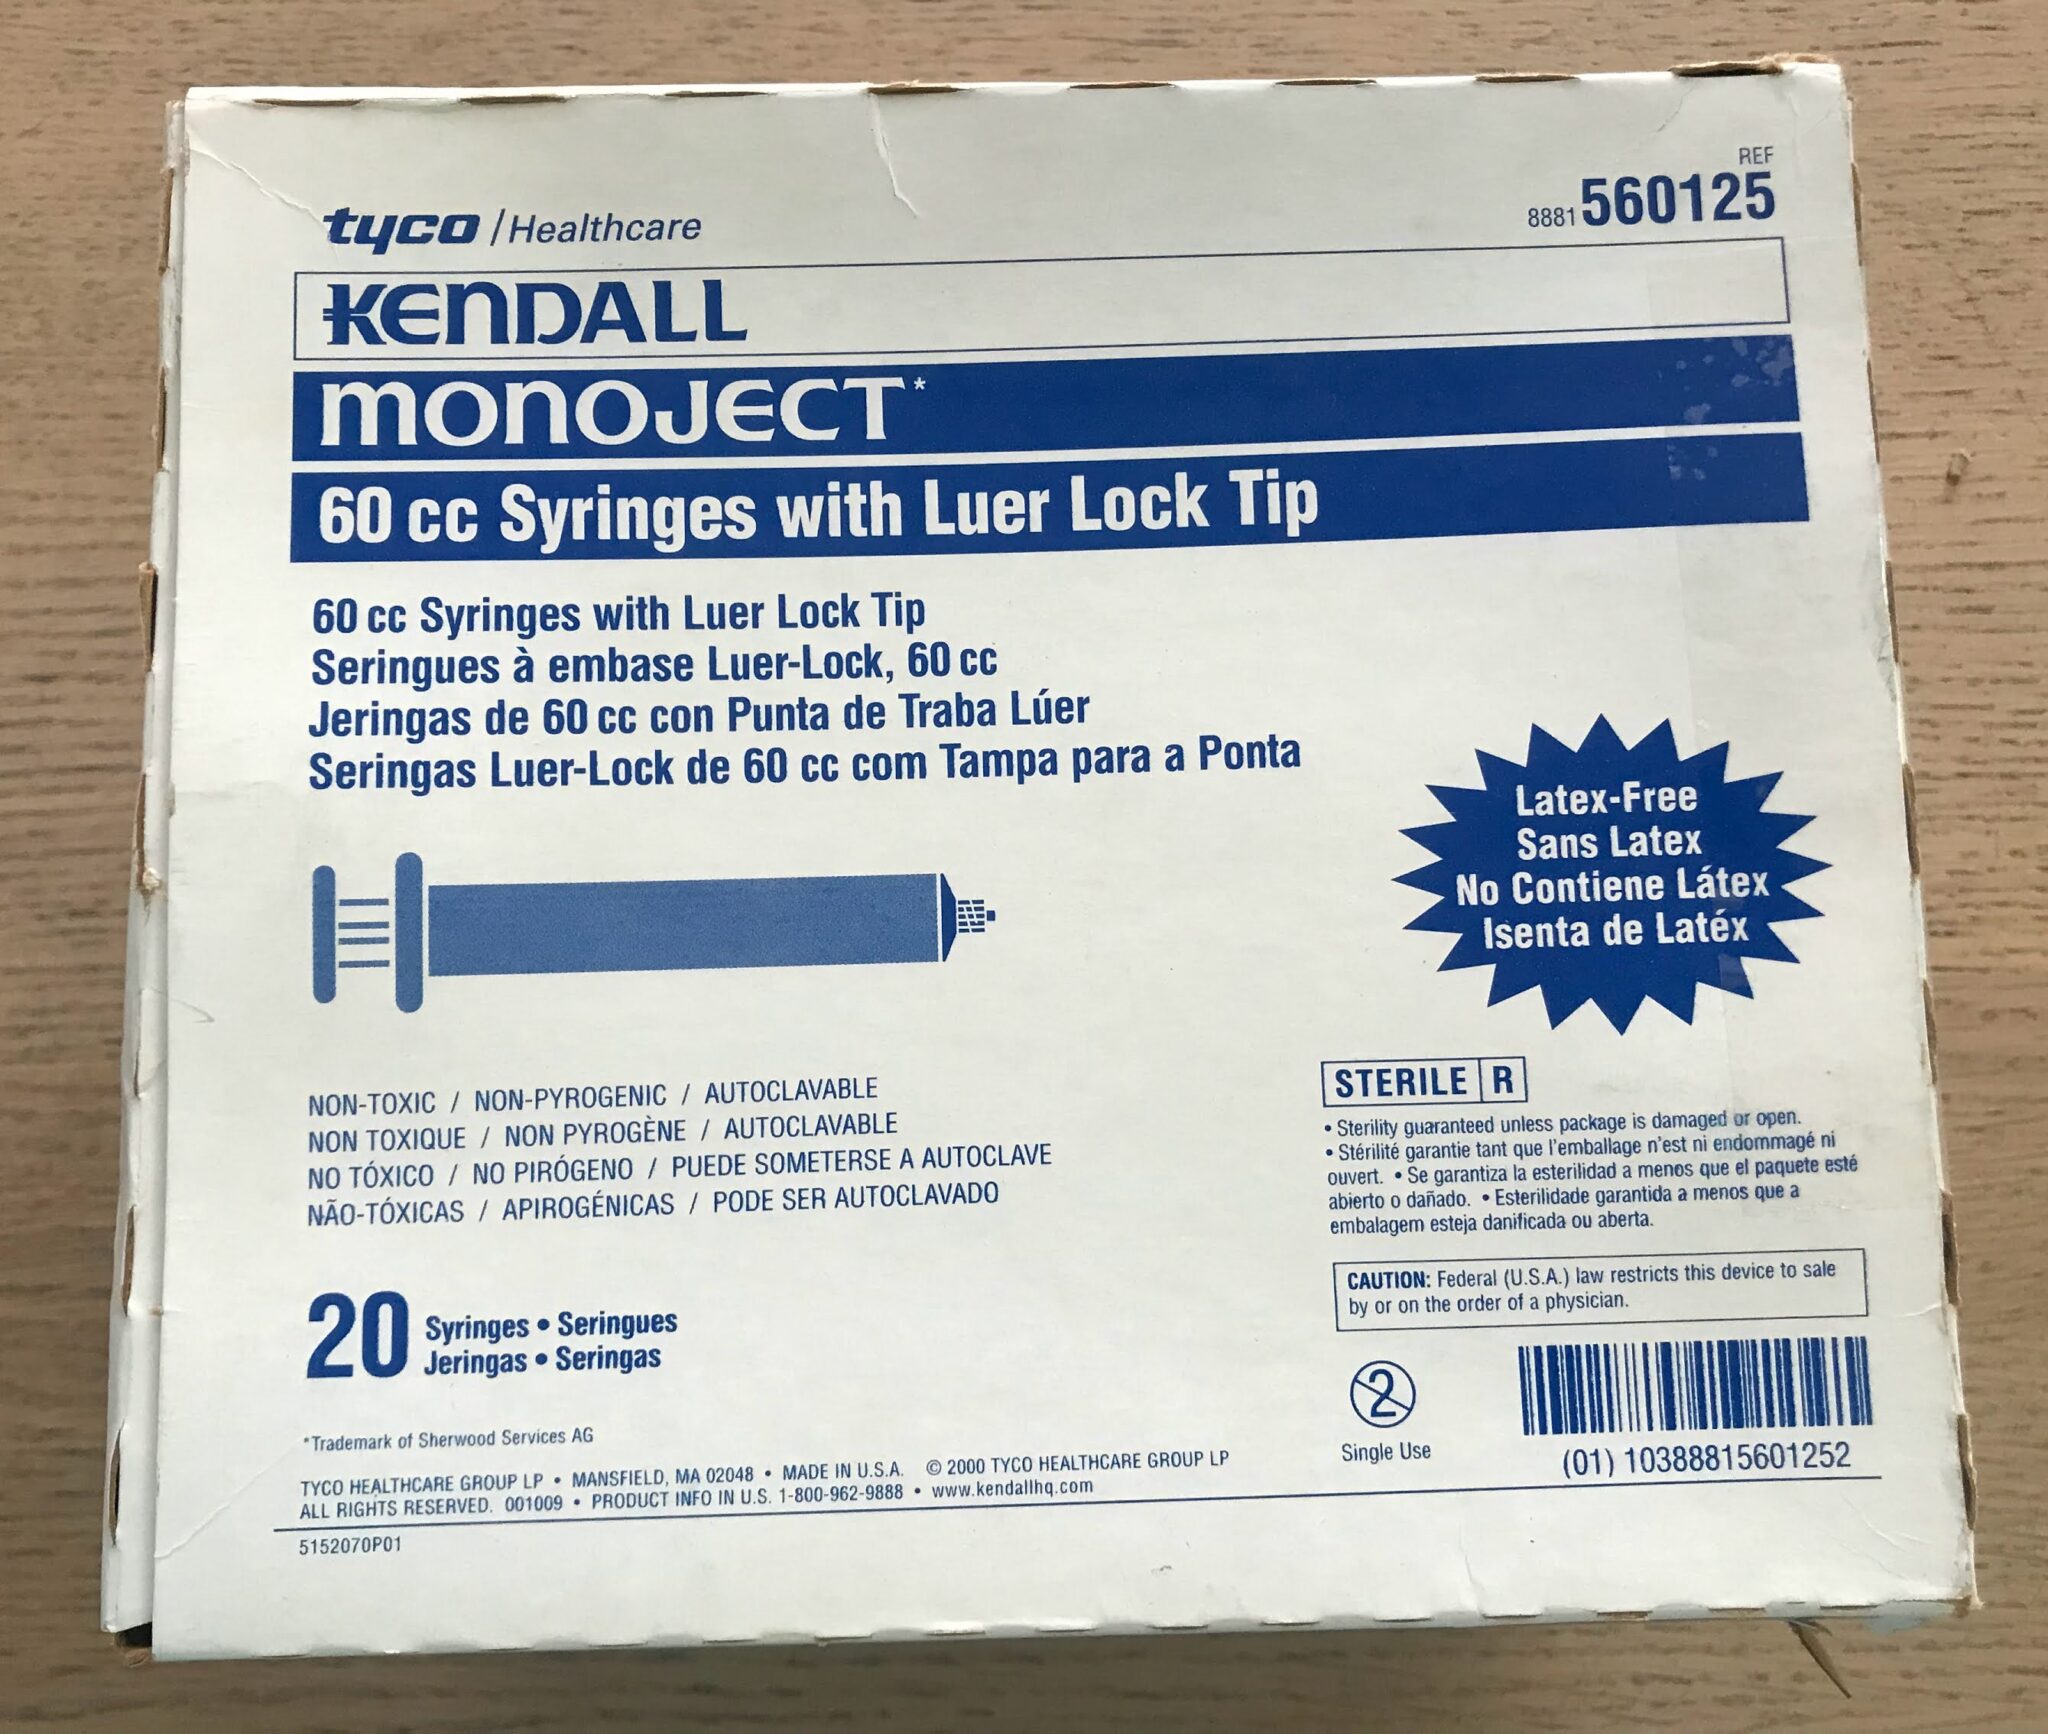 tyco / Healthcare
REF
8881 560125
KENDALL
MONOJECT*
60 cc Syringes with Luer Lock Tip
60 cc Syringes with Luer Lock Tip
Seringues à embase Luer-Lock, 60 cc
Jeringas de 60 cc con Punta de Traba Lúer
Seringas Luer-Lock de 60 cc com Tampa para a Ponta
Latex-Free
Sans Latex
No Contiene Látex
Isenta de Latéx
NON-TOXIC / NON-PYROGENIC / AUTOCLAVABLE
NON TOXIQUE / NON PYROGÈNE / AUTOCLAVABLE
NO TÓXICO / NO PIRÓGENO / PUEDE SOMETERSE A AUTOCLAVE
NÃO-TÓXICAS / APIROGÉNICAS / PODE SER AUTOCLAVADO
STERILE R
• Sterility guaranteed unless package is damaged or open.
• Stérilité garantie tant que l'emballage n'est ni endommagé ni
ouvert. • Se garantiza la esterilidad a menos que el paquete esté
abierto o dañado. • Esterilidade garantida a menos que a
embalagem esteja danificada ou aberta.
CAUTION: Federal (U.S.A.) law restricts this device to sale
by or on the order of a physician.
20 Syringes • Seringues
Jeringas • Seringas
2
Single Use
(01) 10388815601252
*Trademark of Sherwood Services AG
TYCO HEALTHCARE GROUP LP • MANSFIELD, MA 02048 • MADE IN U.S.A. © 2000 TYCO HEALTHCARE GROUP LP
ALL RIGHTS RESERVED. 001009 • PRODUCT INFO IN U.S. 1-800-962-9888 • www.kendallhq.com
5152070P01